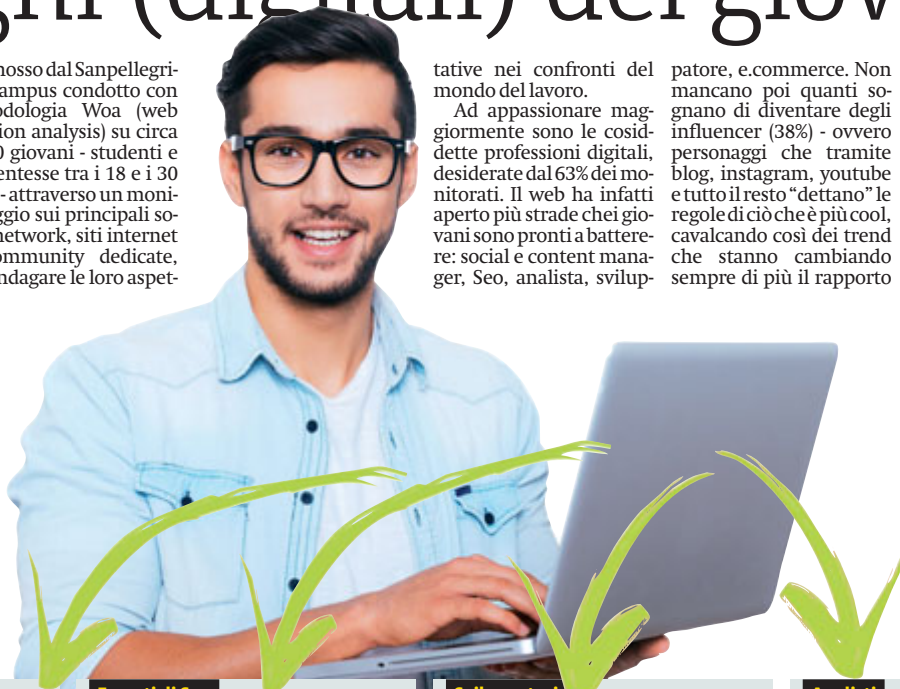 (digitali) dei
mosso dal Sanpellegri-
ampus condotto con
odologia Woa (web
ion analysis) su circa
0 giovani - studenti e
entesse tra i 18 e i 30
- attraverso un moni-
ggio sui principali so-
network, siti internet
ommunity dedicate,
ndagare le loro aspet-
tative nei confronti del
mondo del lavoro.
Ad appassionare mag-
giormente sono le cosid-
dette professioni digitali,
desiderate dal 63% dei mo-
nitorati. Il web ha infatti
aperto più strade chei gio-
vani sono pronti a battere-
re: social e content mana-
ger, Seo, analista, svilup-
patore, e.commerce. Non
mancano poi quanti so-
gnano di diventare degli
influencer (38%) - ovvero
personaggi che tramite
blog, instagram, youtube
e tutto il resto “dettano” le
regole di ciò che è più cool,
cavalcando così dei trend
che stanno cambiando
sempre di più il rapporto